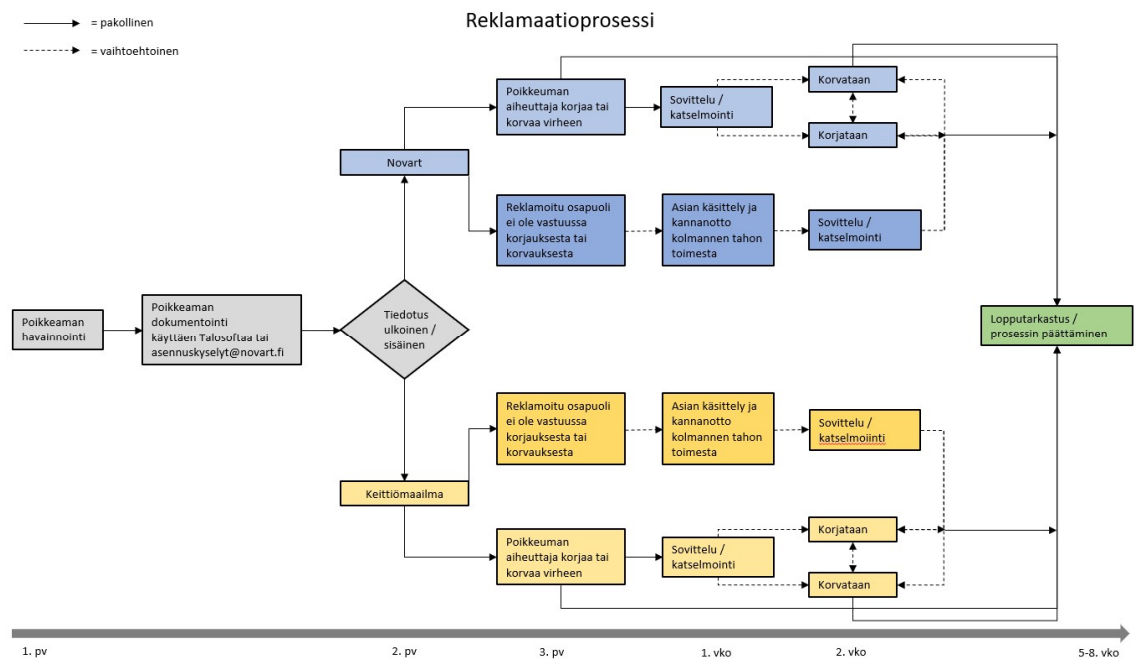 Reklamaatioprosessi
= pakollinen
= vaihtoehtoinen
Poikkeaman
havainnointi
Poikkeaman
dokumentointi
käyttäen Talosoftaa tai
asennuskyselyt@novart.fi
Tiedotus
ulkoinen /
sisäinen
Novart
Poikkeuman
aiheuttaja korjaa tai
korvaa virheen
Sovittelu /
katselmointi
Korvataan
Korjataan
Reklamoitu osapuoli
ei ole vastuussa
korjauksesta tai
korvauksesta
Asian käsittely ja
kannanotto
kolmannen tahon
toimesta
Sovittelu /
katselmointi
Lopputarkastus /
prosessin päättäminen
Keittiömaailma
Reklamoitu osapuoli
ei ole vastuussa
korjauksesta tai
korvauksesta
Asian käsittely ja
kannanotto
kolmannen tahon
toimesta
Sovittelu /
katselmoiinti
Poikkeuman
aiheuttaja korjaa tai
korvaa virheen
Sovittelu /
katselmointi
Korjataan
Korvataan
1. pv
2. pv
3. pv
1. vko
2. vko
5-8. vko